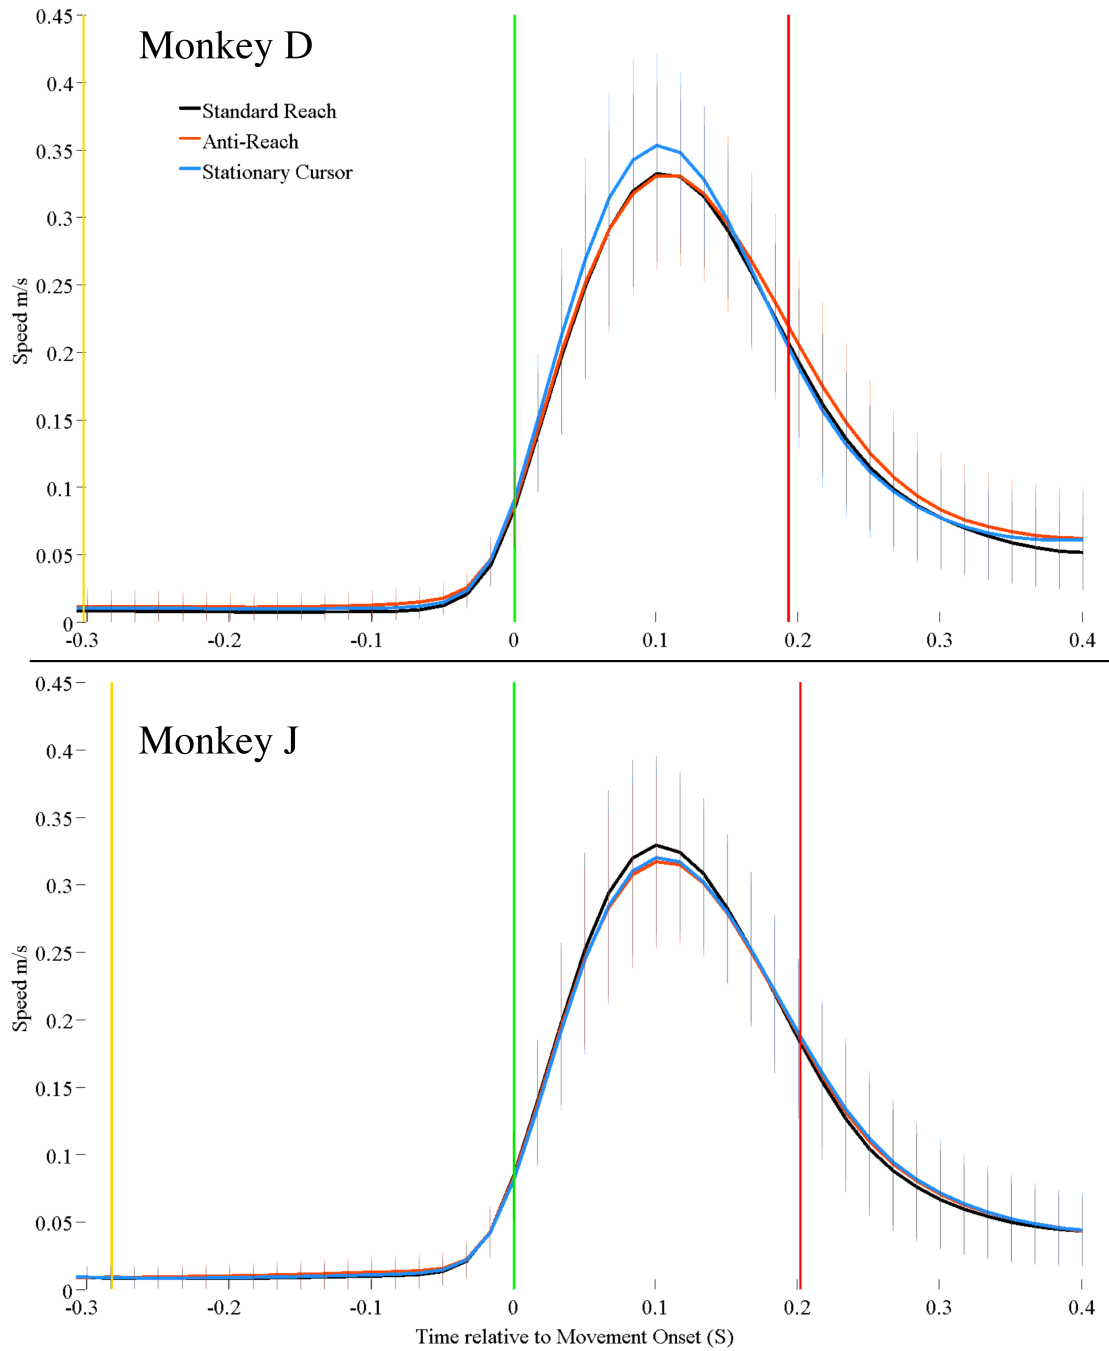 0.45
Monkey D
0.4
Standard Reach
Anti-Reach
0.35
Stationary Cursor
0.3
0.25
Speed m/s
0.2
0.15
0.1
0.05
0
-0.3 -0.2 -0.1 0 0.1 0.2 0.3 0.4
0.45
Monkey J
0.4
0.35
0.3
0.25
Speed m/s
0.2
0.15
0.1
0.05
0
-0.3 -0.2 -0.1 0 0.1 0.2 0.3 0.4
Time relative to Movement Onset (S)